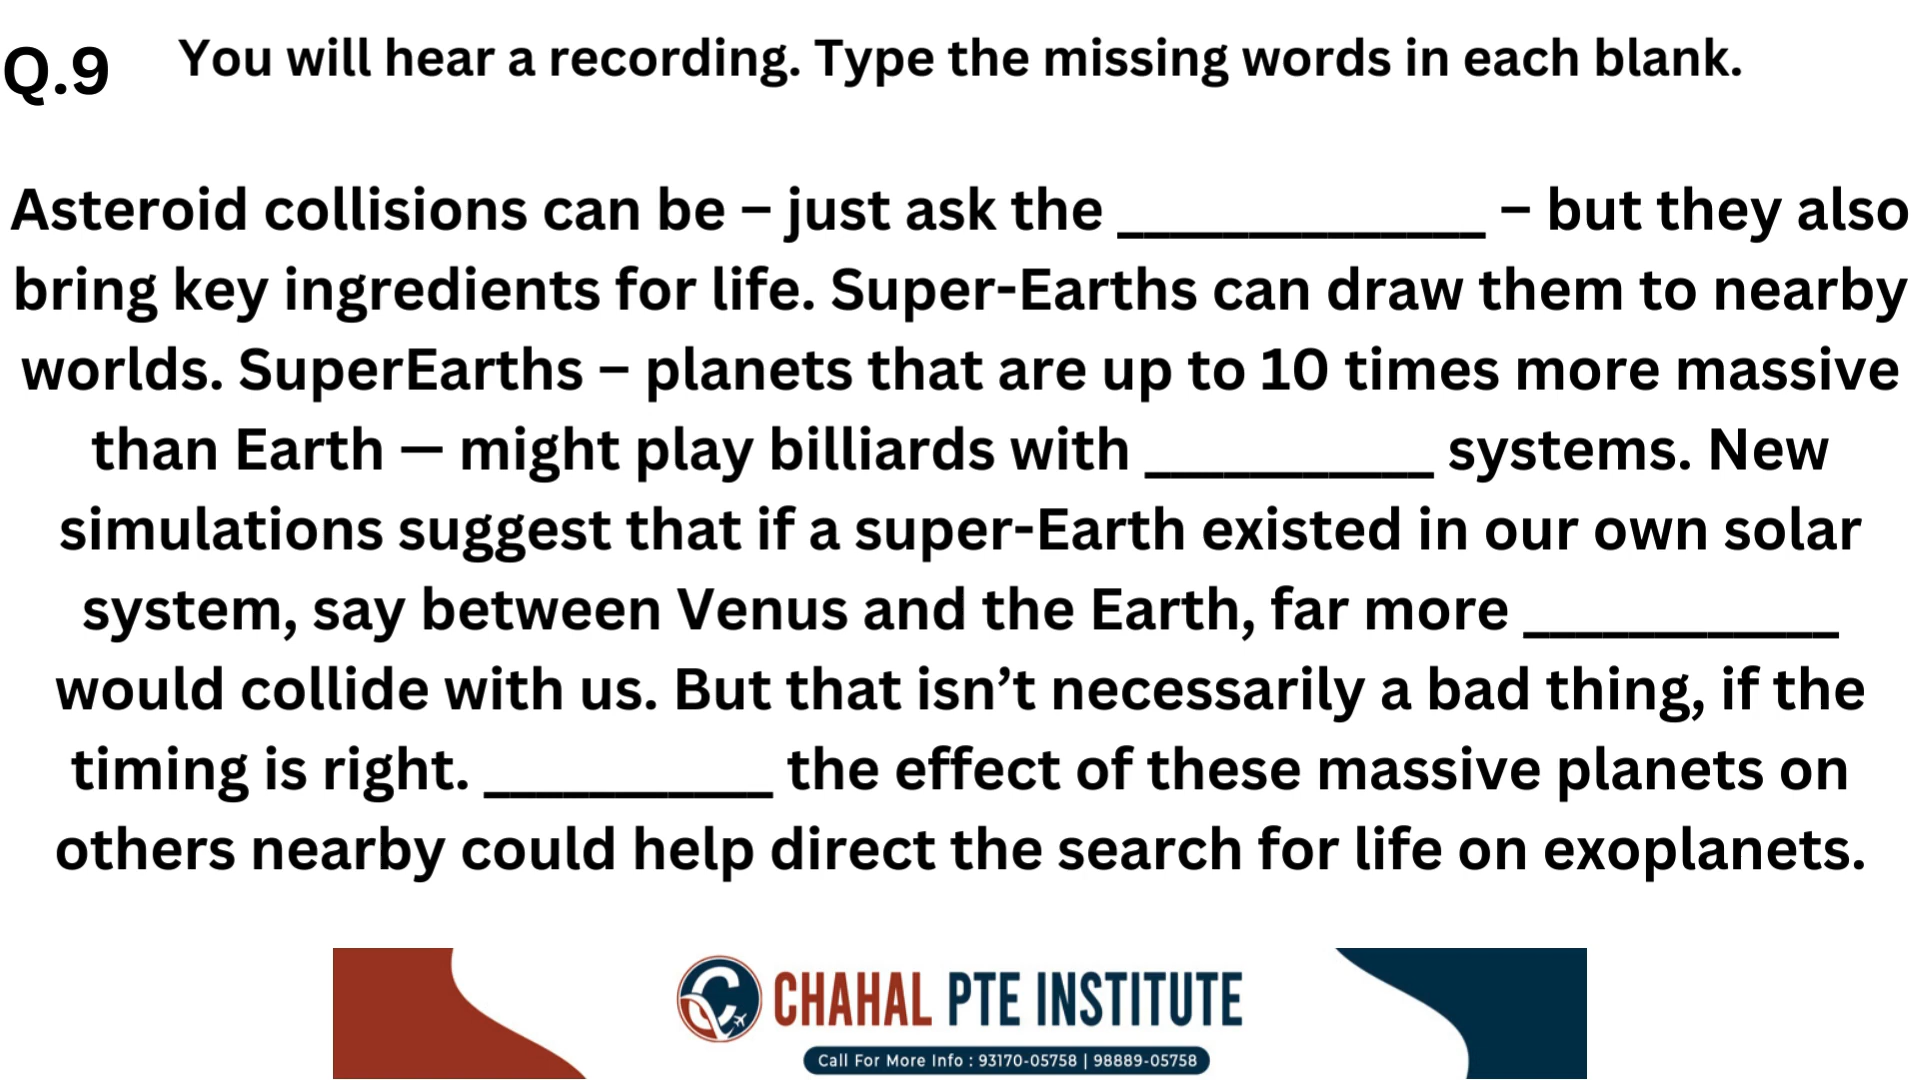 Q.9 You will hear a recording. Type the missing words in each blank.
Asteroid collisions can be – just ask the ______________ – but they also
bring key ingredients for life. Super-Earths can draw them to nearby
worlds. SuperEarths – planets that are up to 10 times more massive
than Earth — might play billiards with ___________ systems. New
simulations suggest that if a super-Earth existed in our own solar
system, say between Venus and the Earth, far more ____________
would collide with us. But that isn’t necessarily a bad thing, if the
timing is right. ___________ the effect of these massive planets on
others nearby could help direct the search for life on exoplanets.
CHAHAL PTE INSTITUTE
Call For More Info : 93170-05758 | 98889-05758